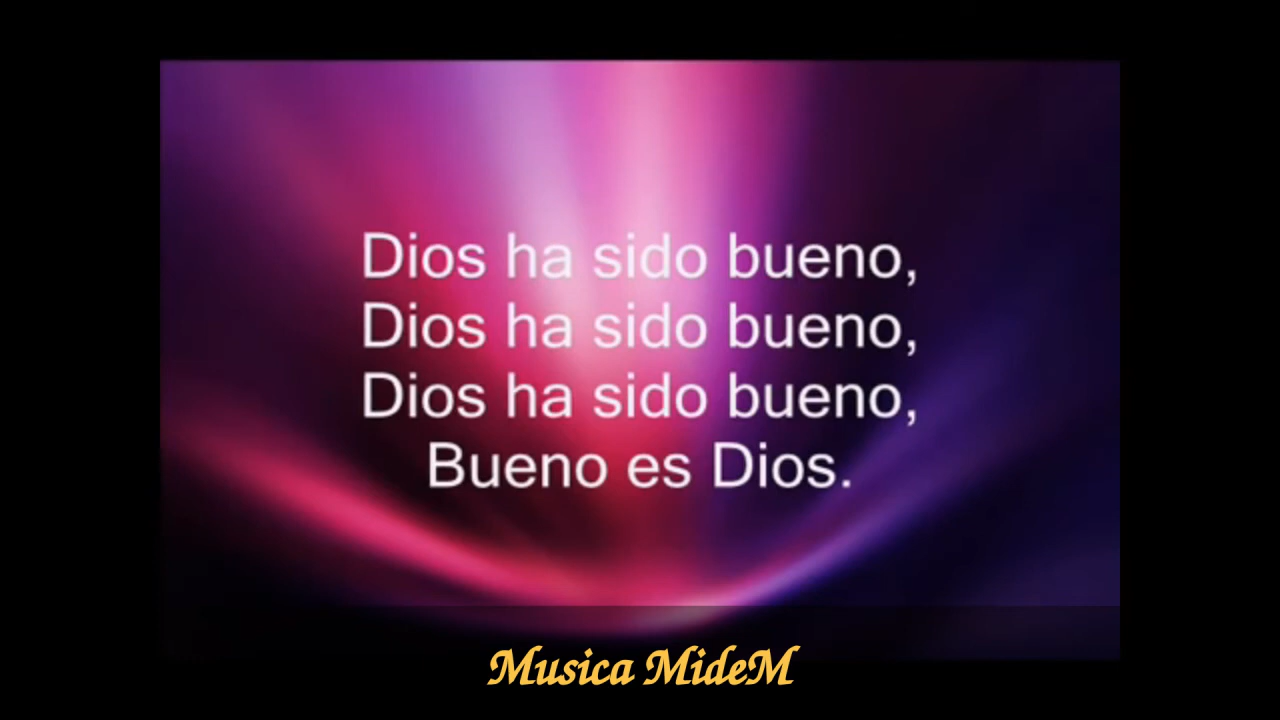 Dios ha sido bueno,
Dios ha sido bueno,
Dios ha sido bueno,
Bueno es Dios.
Musica MideM